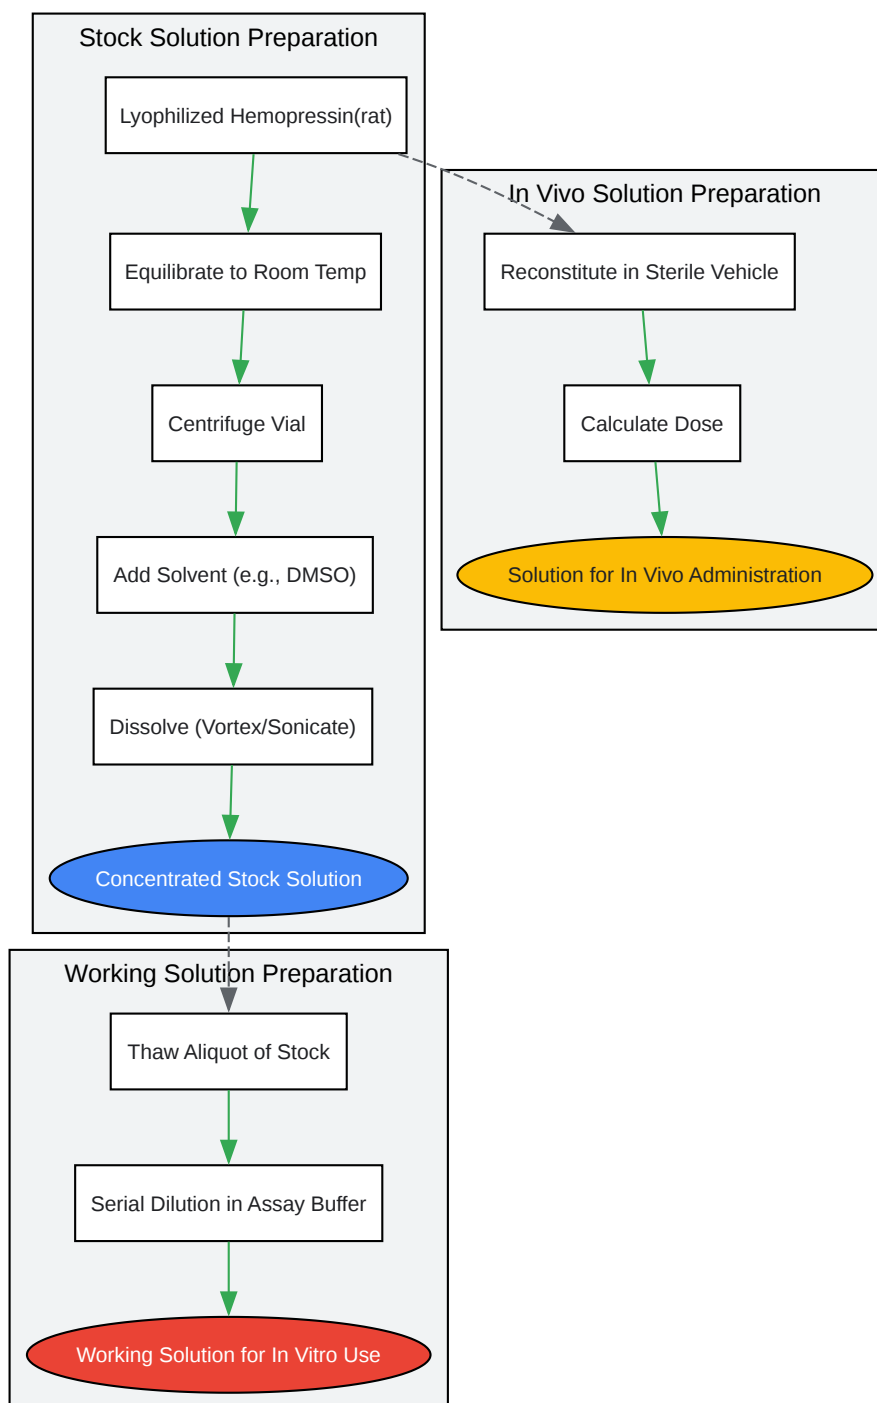 Stock Solution Preparation
Lyophilized Hemopressin(rat)
Equilibrate to Room Temp
Centrifuge Vial
Add Solvent (e.g., DMSO)
Dissolve (Vortex/Sonicate)
Concentrated Stock Solution
In Vivo Solution Preparation
Reconstitute in Sterile Vehicle
Calculate Dose
Solution for In Vivo Administration
Working Solution Preparation
Thaw Aliquot of Stock
Serial Dilution in Assay Buffer
Working Solution for In Vitro Use